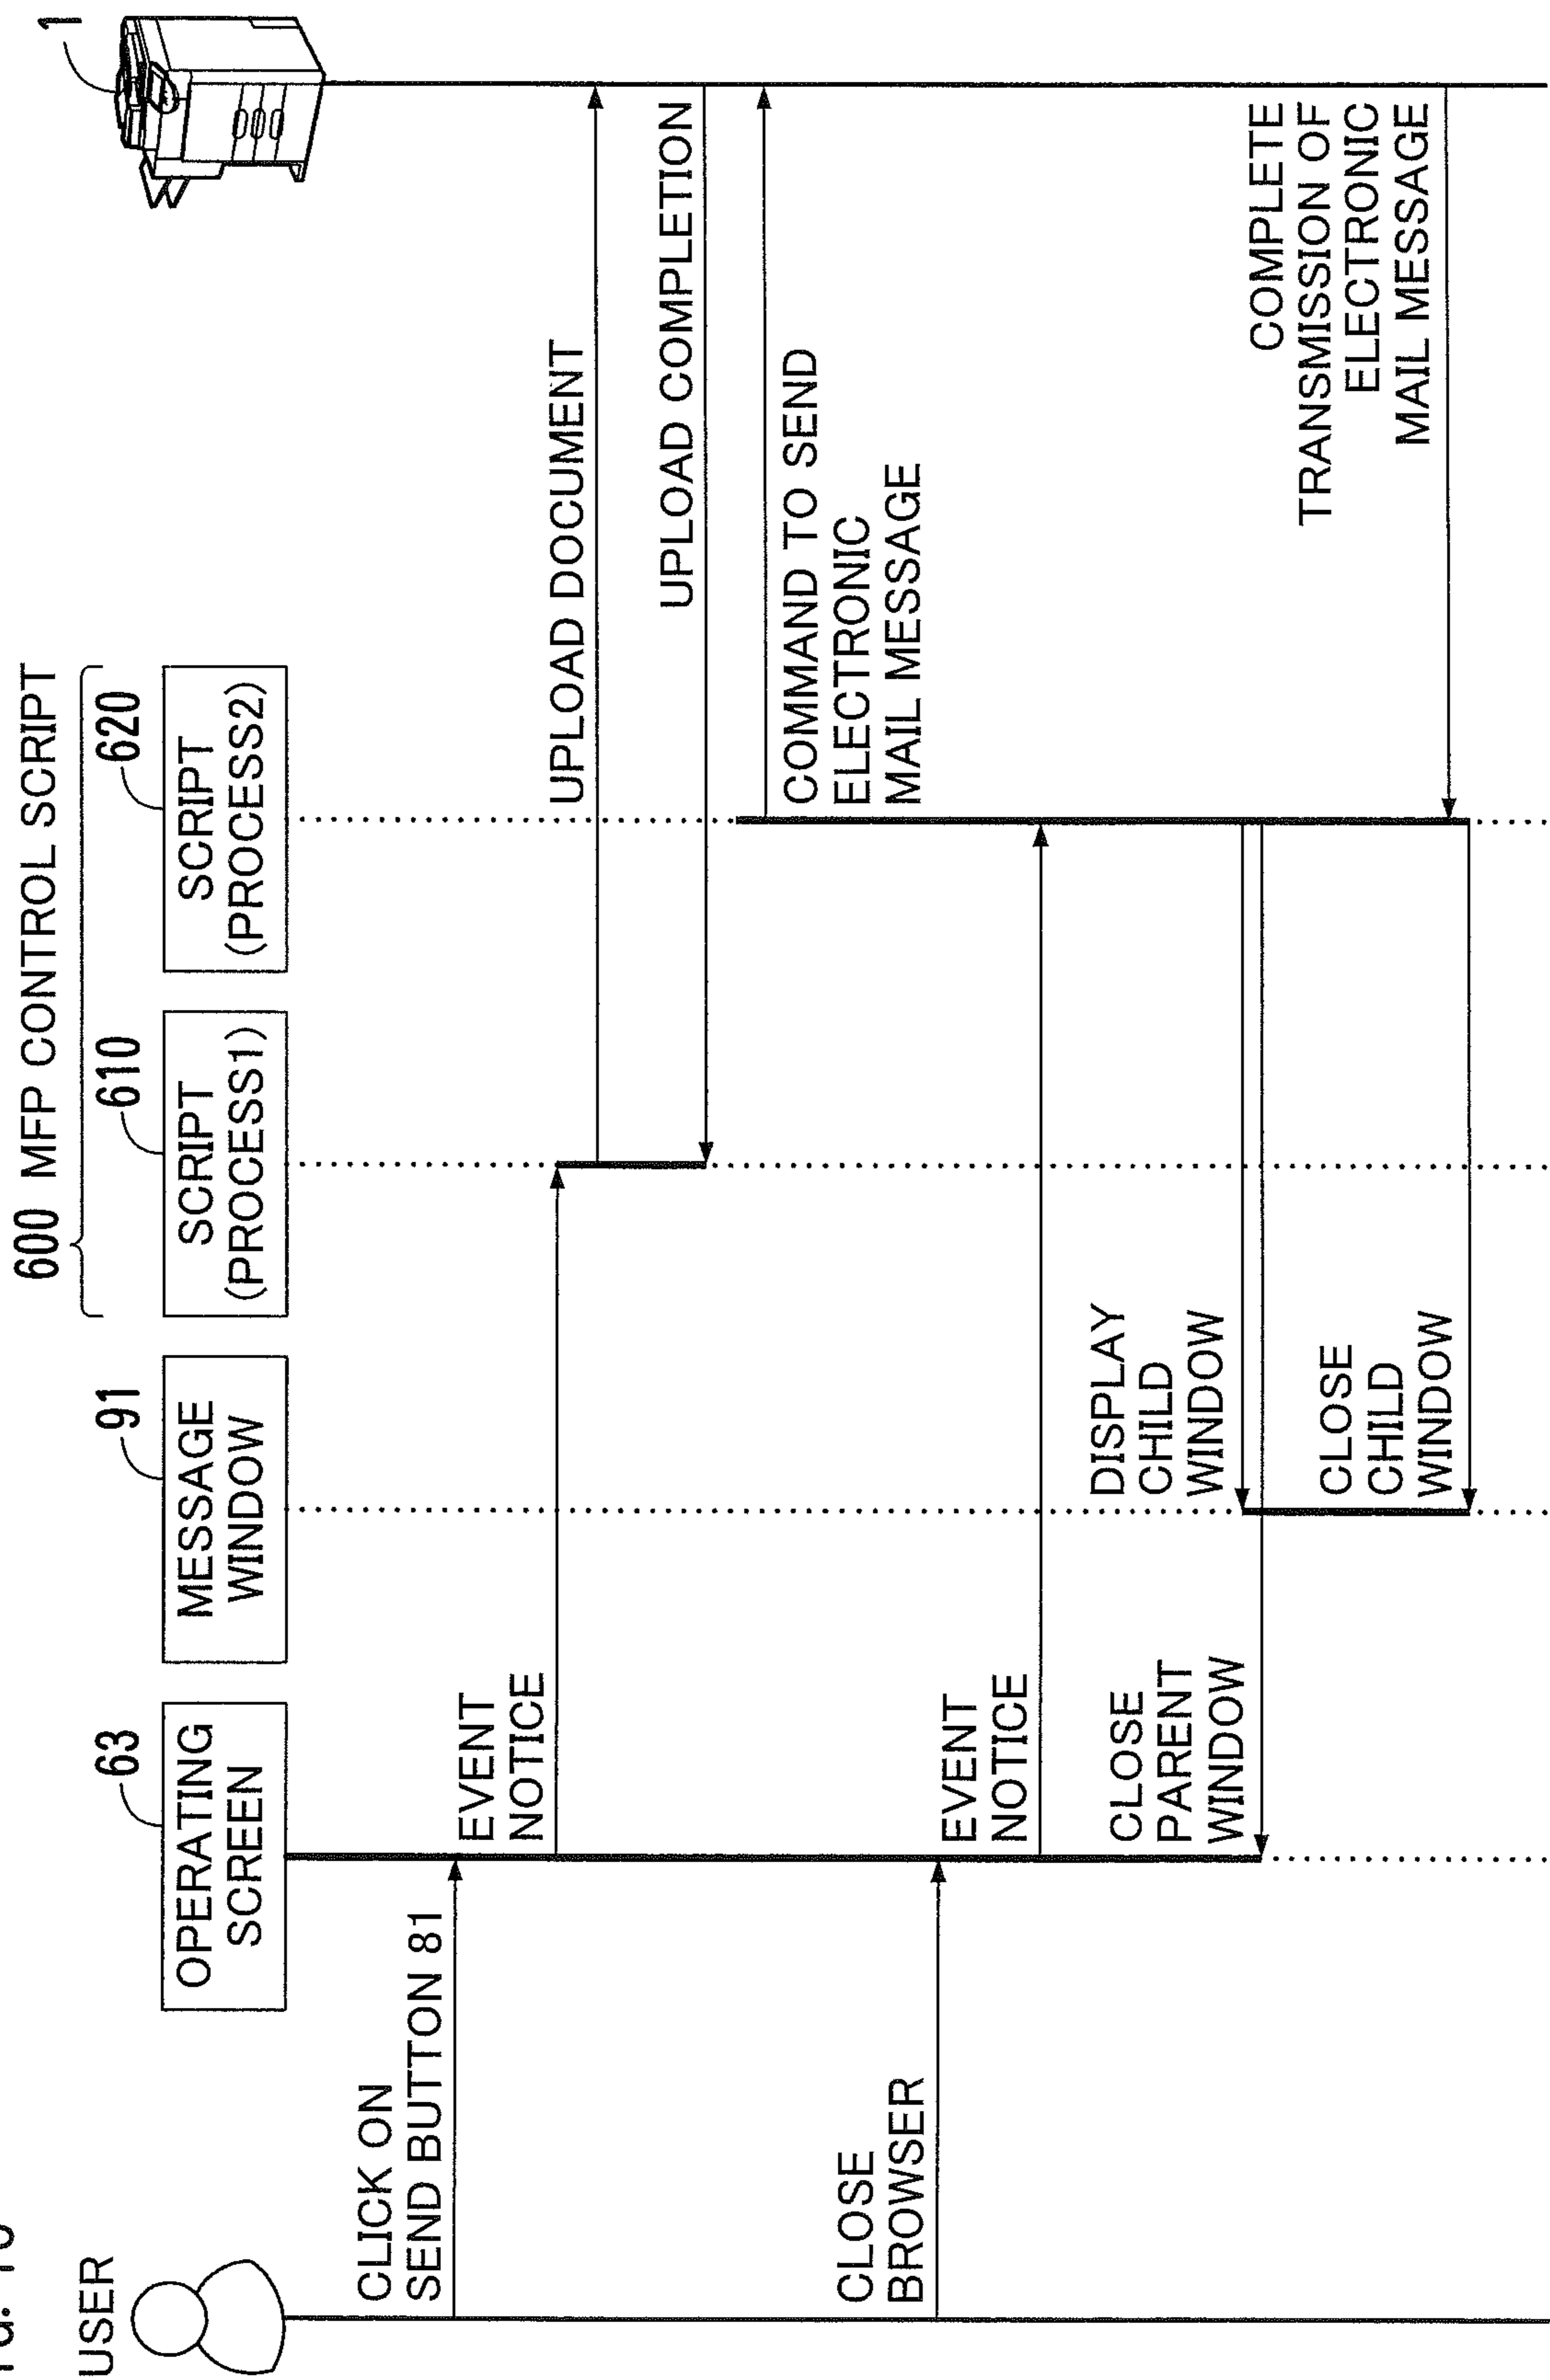 USER
63
OPERATING
SCREEN
91
MESSAGE
WINDOW
600 MFP CONTROL SCRIPT
610
SCRIPT
(PROCESS1)
620
SCRIPT
(PROCESS2)
1
CLICK ON
SEND BUTTON 81
EVENT
NOTICE
UPLOAD DOCUMENT
UPLOAD COMPLETION
COMMAND TO SEND
ELECTRONIC
MAIL MESSAGE
CLOSE
BROWSER
EVENT
NOTICE
DISPLAY
CHILD
WINDOW
CLOSE
PARENT
WINDOW
COMPLETE
TRANSMISSION OF
ELECTRONIC
MAIL MESSAGE
CLOSE
CHILD
WINDOW